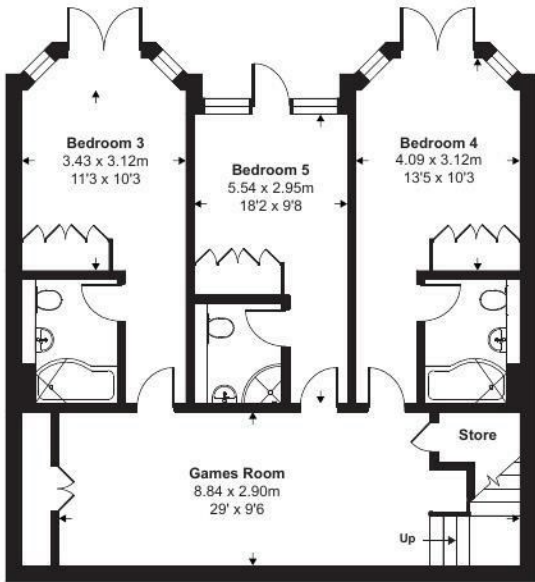 Bedroom 3
3.43 x 3.12m
11'3 x 10'3
Bedroom 5
5.54 x 2.95m
18'2 x 9'8
Bedroom 4
4.09 x 3.12m
13'5 x 10'3
Store
Games Room
8.84 x 2.90m
29' x 9'6
Up